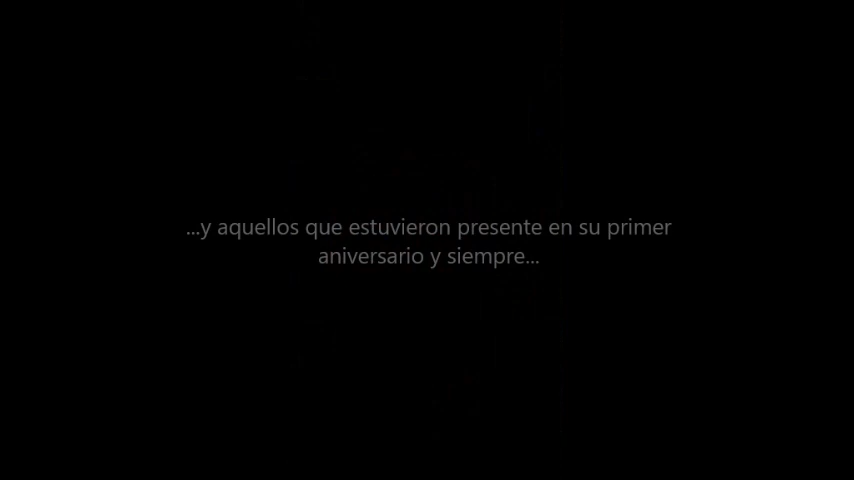 ...y aquellos que estuvieron presente en su primer
aniversario y siempre...